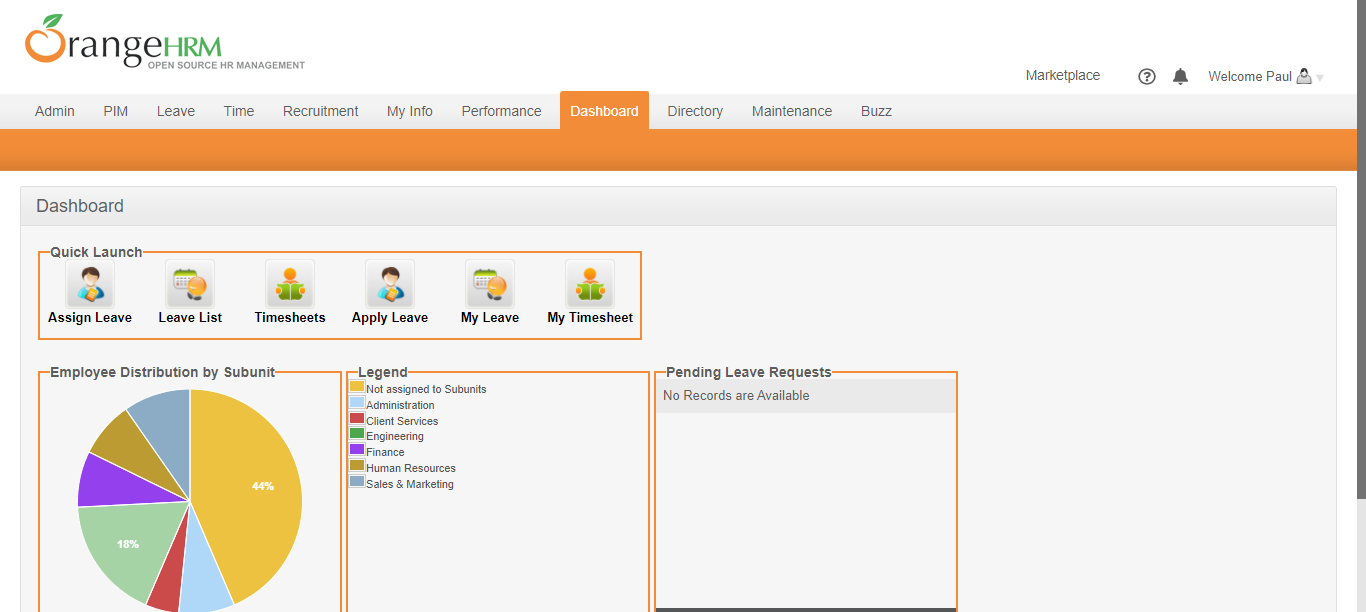 OrangeHRM
OPEN SOURCE HR MANAGEMENT
Marketplace ? Welcome Paul
Admin PIM Leave Time Recruitment My Info Performance Dashboard Directory Maintenance Buzz
Dashboard
Quick Launch
Assign Leave Leave List Timesheets Apply Leave My Leave My Timesheet
Employee Distribution by Subunit
44%
18%
Legend
Not assigned to Subunits
Administration
Client Services
Engineering
Finance
Human Resources
Sales & Marketing
Pending Leave Requests
No Records are Available